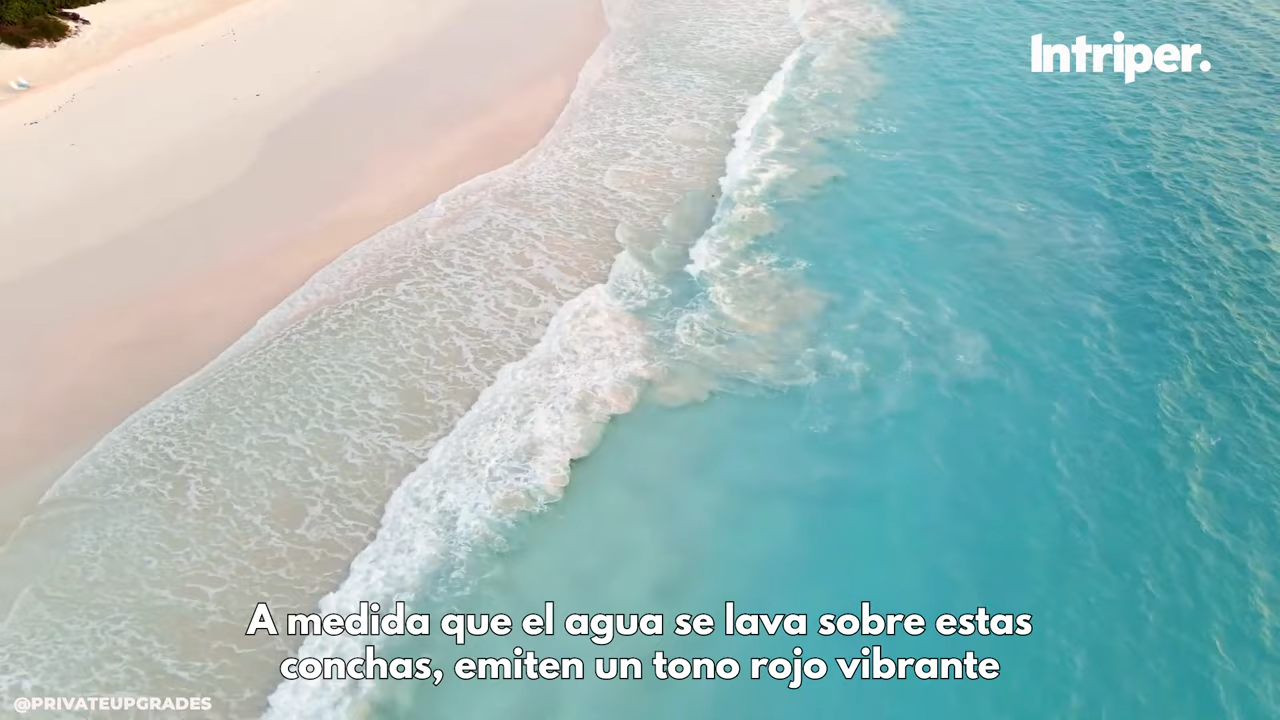 Intriper.
A medida que el agua se lava sobre estas
conchas, emiten un tono rojo vibrante
@PRIVATEUPGRADES